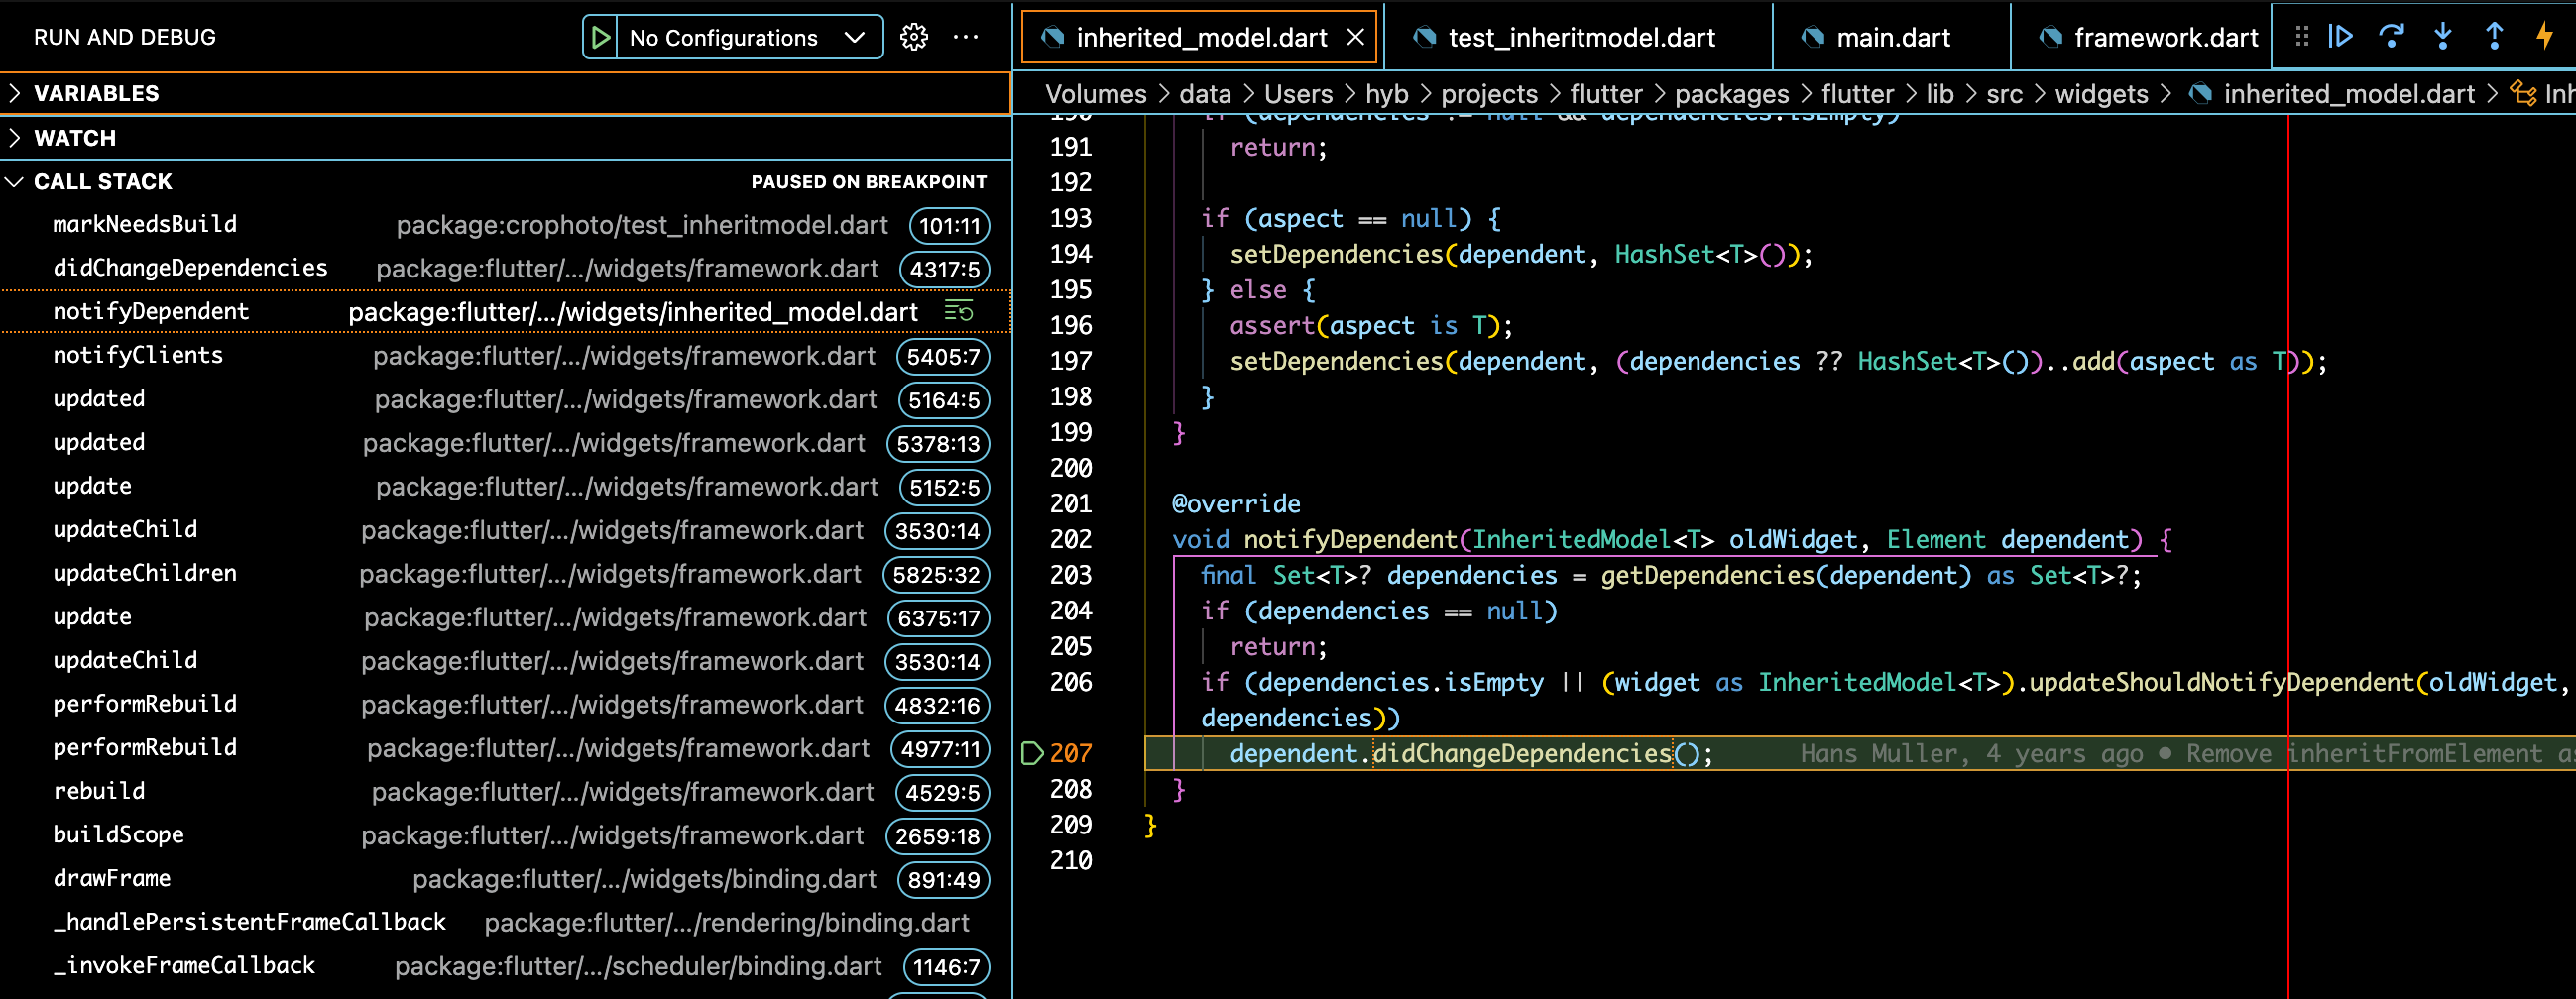 RUN AND DEBUG
No Configurations
VARIABLES
WATCH
CALL STACK PAUSED ON BREAKPOINT
markNeedsBuild package:crophoto/test_inheritmodel.dart 101:11
didChangeDependencies package:flutter/.../widgets/framework.dart 4317:5
notifyDependent package:flutter/.../widgets/inherited_model.dart
notifyClients package:flutter/.../widgets/framework.dart 5405:7
updated package:flutter/.../widgets/framework.dart 5164:5
updated package:flutter/.../widgets/framework.dart 5378:13
update package:flutter/.../widgets/framework.dart 5152:5
updateChild package:flutter/.../widgets/framework.dart 3530:14
updateChildren package:flutter/.../widgets/framework.dart 5825:32
update package:flutter/.../widgets/framework.dart 6375:17
updateChild package:flutter/.../widgets/framework.dart 3530:14
performRebuild package:flutter/.../widgets/framework.dart 4832:16
performRebuild package:flutter/.../widgets/framework.dart 4977:11
rebuild package:flutter/.../widgets/framework.dart 4529:5
buildScope package:flutter/.../widgets/framework.dart 2659:18
drawFrame package:flutter/.../widgets/binding.dart 891:49
_handlePersistentFrameCallback package:flutter/.../rendering/binding.dart
_invokeFrameCallback package:flutter/.../scheduler/binding.dart 1146:7
inherited_model.dart test_inheritmodel.dart main.dart framework.dart
Volumes > data > Users > hyb > projects > flutter > packages > flutter > lib > src > widgets > inherited_model.dart > Inh
190 if (dependencies != null && dependencies.isEmpty)
191 return;
192
193 if (aspect == null) {
194 setDependencies(dependent, HashSet<T>());
195 } else {
196 assert(aspect is T);
197 setDependencies(dependent, (dependencies ?? HashSet<T>())..add(aspect as T));
198 }
199 }
200
201 @override
202 void notifyDependent(InheritedModel<T> oldWidget, Element dependent) {
203 final Set<T>? dependencies = getDependencies(dependent) as Set<T>?;
204 if (dependencies == null)
205 return;
206 if (dependencies.isEmpty || (widget as InheritedModel<T>).updateShouldNotifyDependent(oldWidget,
dependencies))
207 dependent.didChangeDependencies(); Hans Muller, 4 years ago • Remove inheritFromElement as
208 }
209 }
210